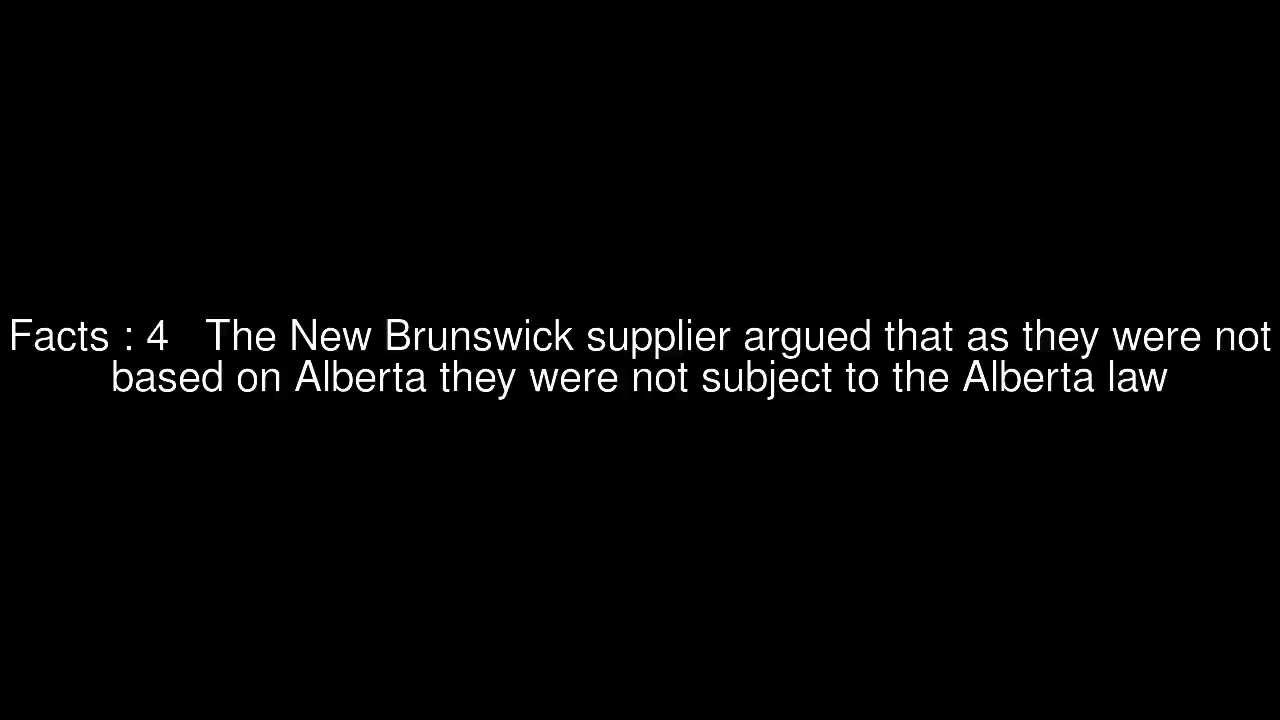 Facts : 4   The New Brunswick supplier argued that as they were not
based on Alberta they were not subject to the Alberta law